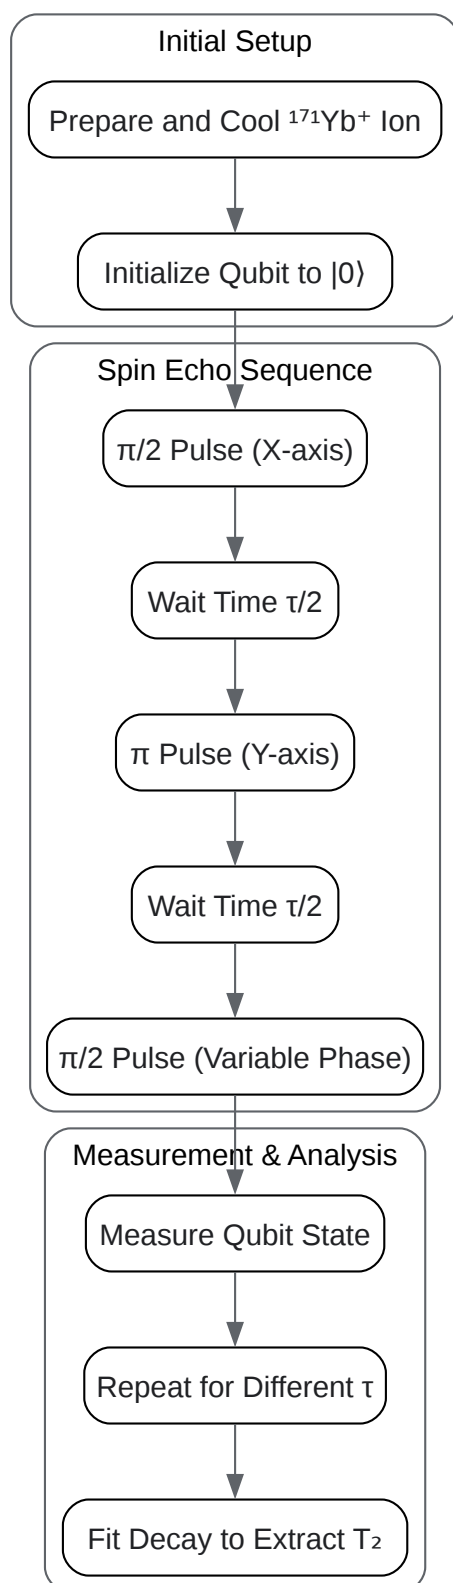 Initial Setup
Prepare and Cool ¹⁷¹Yb⁺ Ion
Initialize Qubit to |0⟩
Spin Echo Sequence
π/2 Pulse (X-axis)
Wait Time τ/2
π Pulse (Y-axis)
Wait Time τ/2
π/2 Pulse (Variable Phase)
Measurement & Analysis
Measure Qubit State
Repeat for Different τ
Fit Decay to Extract T₂